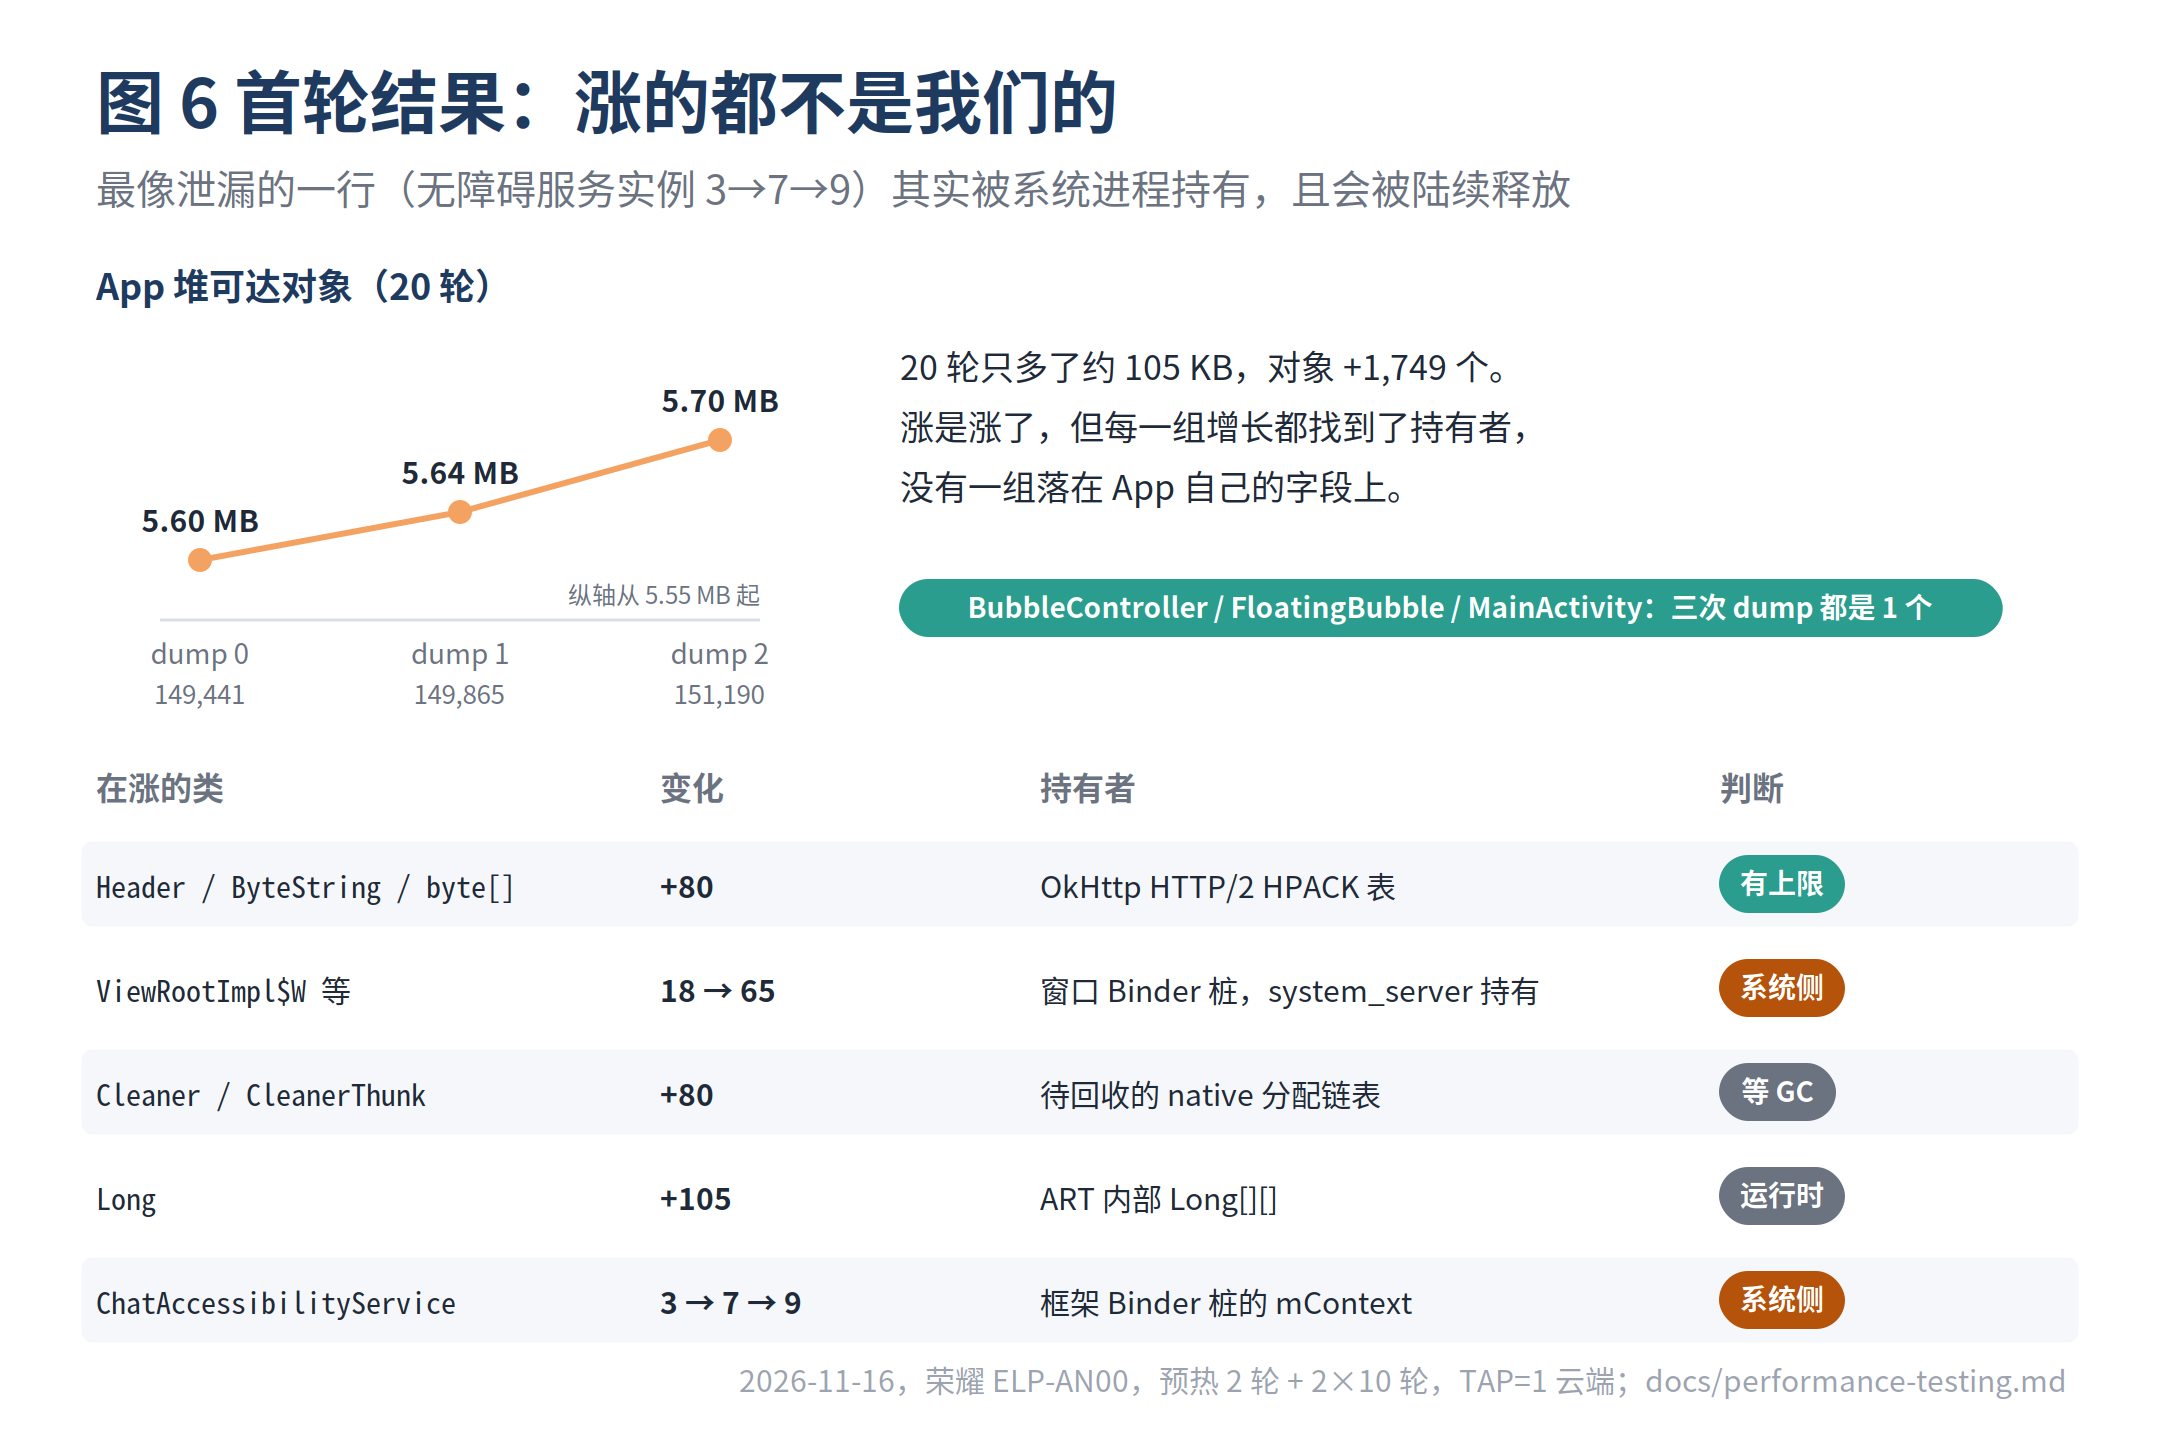 图 6 首轮结果：涨的都不是我们的
最像泄漏的一行（无障碍服务实例 3→7→9）其实被系统进程持有，且会被陆续释放
App 堆可达对象（20 轮）
5.60 MB
5.64 MB
5.70 MB
纵轴从 5.55 MB 起
dump 0
dump 1
dump 2
149,441
149,865
151,190
20 轮只多了约 105 KB，对象 +1,749 个。
涨是涨了，但每一组增长都找到了持有者，
没有一组落在 App 自己的字段上。
BubbleController / FloatingBubble / MainActivity：三次 dump 都是 1 个
在涨的类 变化 持有者 判断
Header / ByteString / byte[] +80 OkHttp HTTP/2 HPACK 表 有上限
ViewRootImpl$W 等 18 → 65 窗口 Binder 桩，system_server 持有 系统侧
Cleaner / CleanerThunk +80 待回收的 native 分配链表 等 GC
Long +105 ART 内部 Long[][] 运行时
ChatAccessibilityService 3 → 7 → 9 框架 Binder 桩的 mContext 系统侧
2026-11-16，荣耀 ELP-AN00，预热 2 轮 + 2×10 轮，TAP=1 云端；docs/performance-testing.md